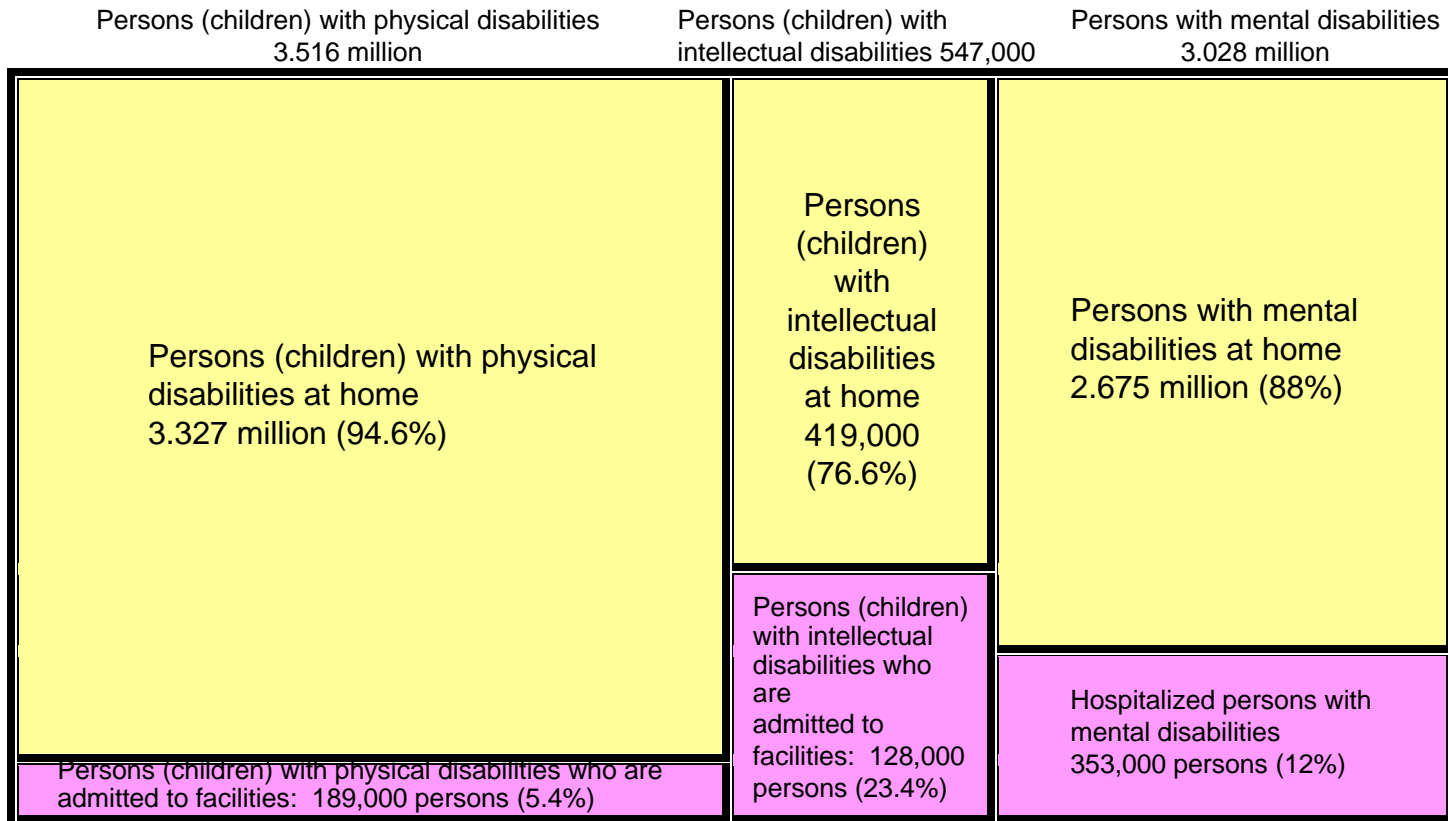 Persons (children) with physical disabilities
3.516 million
Persons (children) with
intellectual disabilities 547,000
Persons with mental disabilities
3.028 million
Persons (children) with physical
disabilities at home
3.327 million (94.6%)
Persons
(children)
with
intellectual
disabilities
at home
419,000
(76.6%)
Persons with mental
disabilities at home
2.675 million (88%)
Persons (children) with physical disabilities who are
admitted to facilities:  189,000 persons (5.4%)
Persons (children)
with intellectual
disabilities who
are
admitted to
facilities:  128,000
persons (23.4%)
Hospitalized persons with
mental disabilities
353,000 persons (12%)